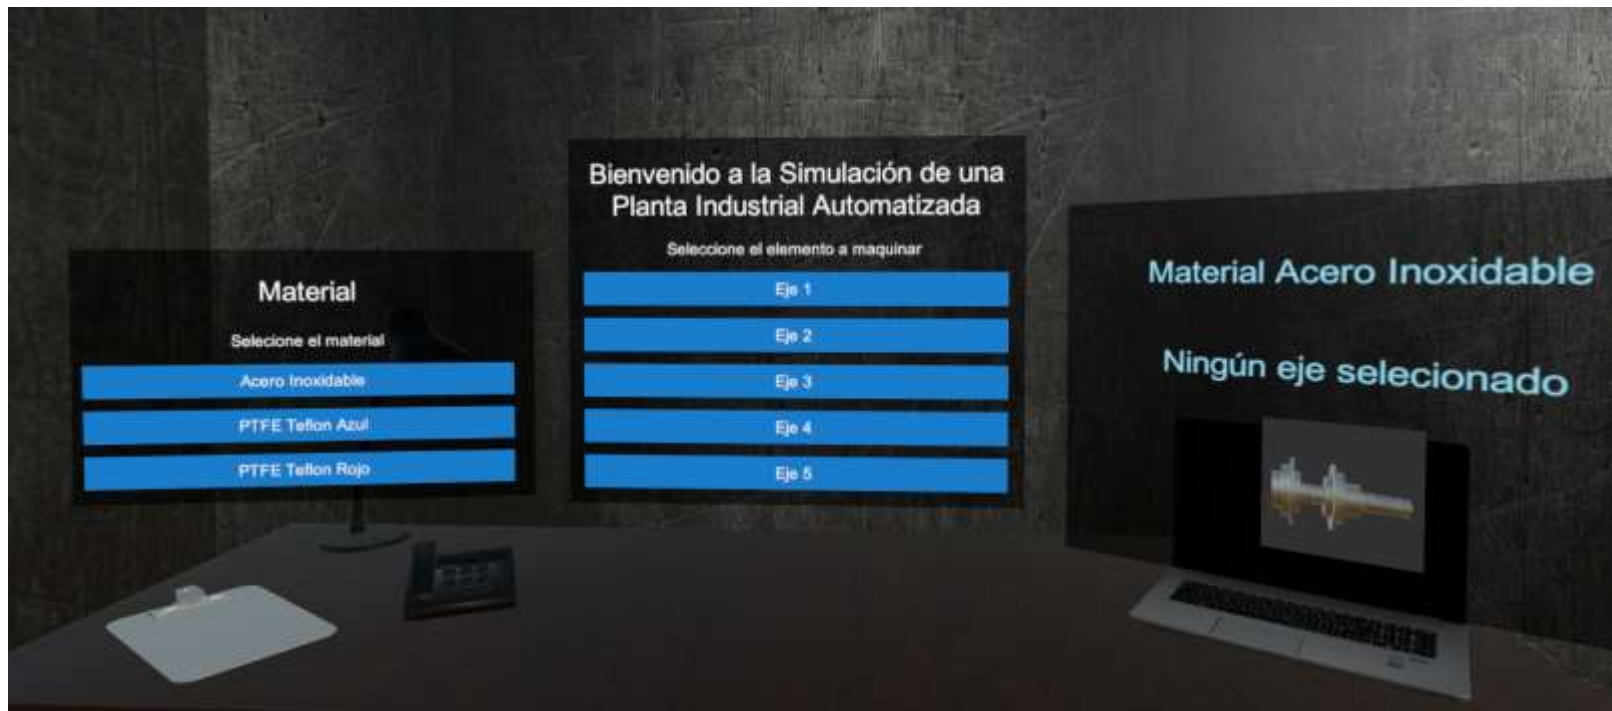 Material
Selecione el material
Acero Inoxidable
PTFE Teflon Azul
PTFE Teflon Rojo
Bienvenido a la Simulación de una
Planta Industrial Automatizada
Seleccione el elemento a maquinar
Eje 1
Eje 2
Eje 3
Eje 4
Eje 5
Material Acero Inoxidable
Ningún eje selecionado